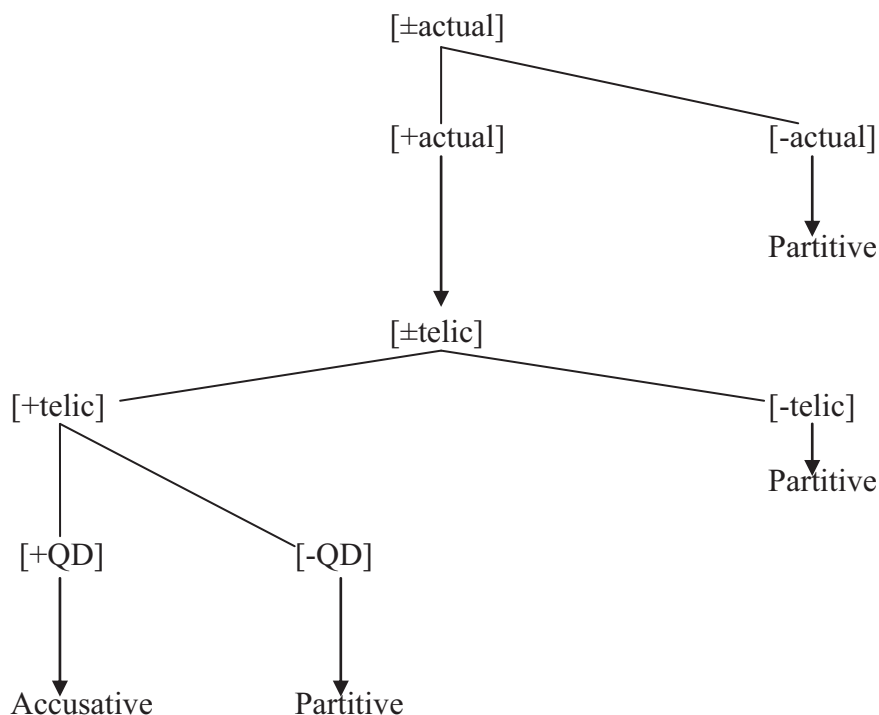 [±actual]
[+actual] [-actual]
Partitive
[±telic]
[+telic] [-telic]
Partitive
[+QD] [-QD]
Accusative Partitive